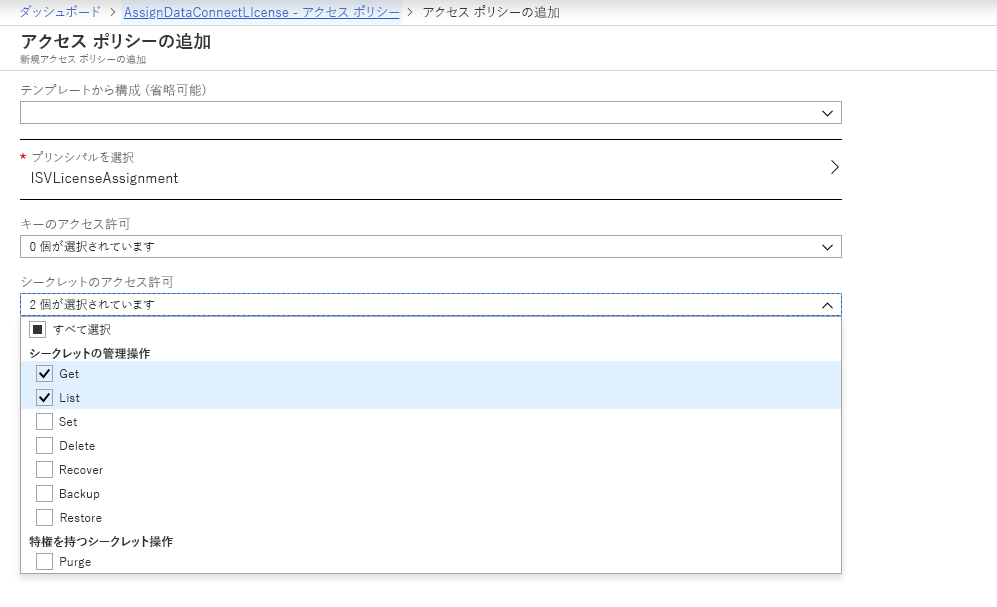 ダッシュボード > AssignDataConnectLIcense - アクセス ポリシー > アクセス ポリシーの追加
アクセス ポリシーの追加
新規アクセス ポリシーの追加
テンプレートから構成 (省略可能)
* プリンシパルを選択
ISVLicenseAssignment
キーのアクセス許可
0 個が選択されています
シークレットのアクセス許可
2 個が選択されています
すべて選択
シークレットの管理操作
Get
List
Set
Delete
Recover
Backup
Restore
特権を持つシークレット操作
Purge